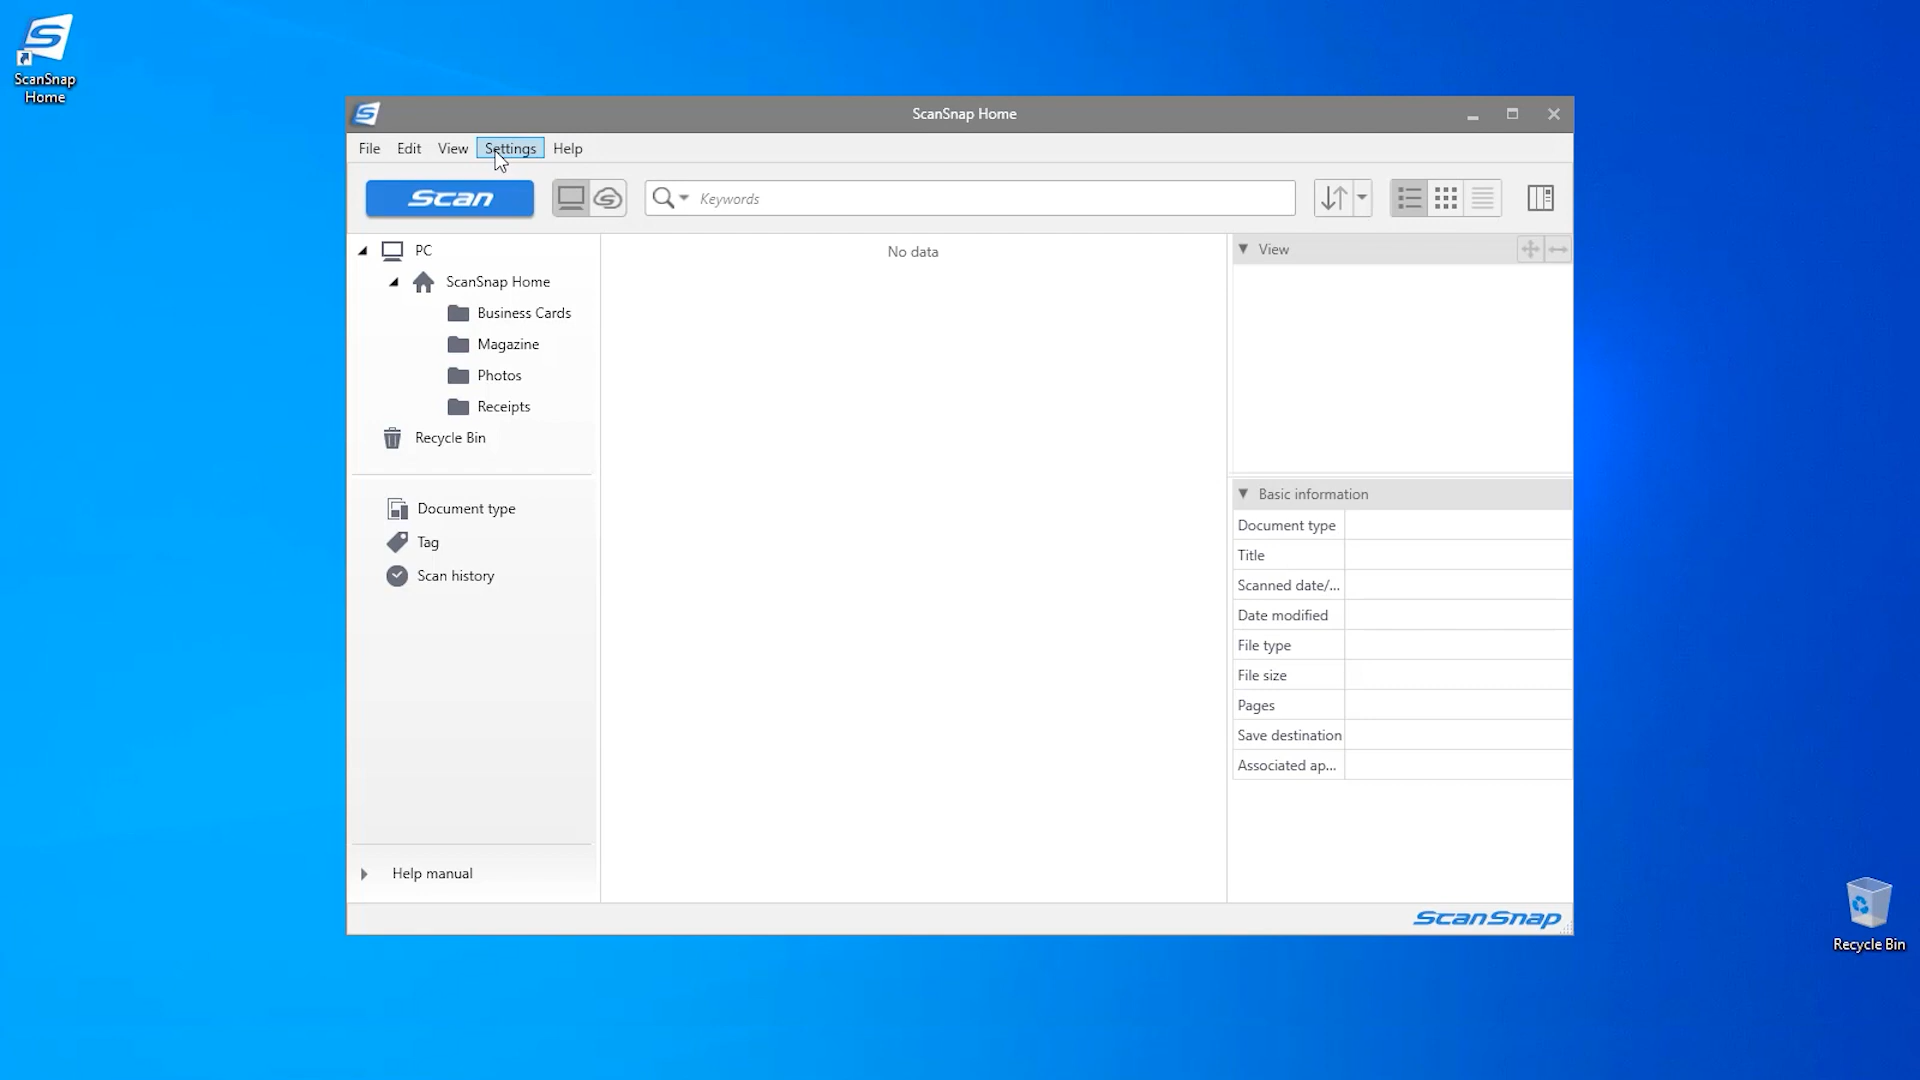 ScanSnap
Home
ScanSnap Home
File Edit View Settings Help
Scan
Keywords
PC
ScanSnap Home
Business Cards
Magazine
Photos
Receipts
Recycle Bin
Document type
Tag
Scan history
Help manual
No data
View
Basic information
Document type
Title
Scanned date/...
Date modified
File type
File size
Pages
Save destination
Associated ap...
ScanSnap
Recycle Bin